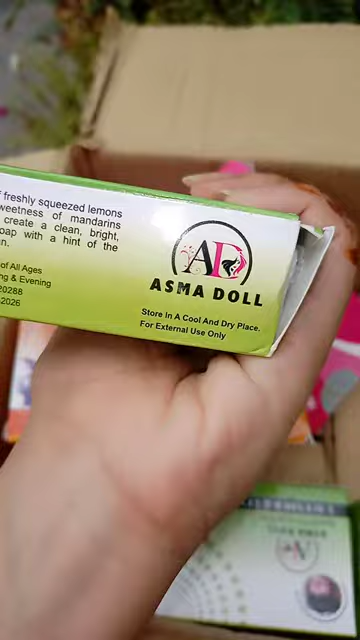 f freshly squeezed lemons
weetness of mandarins
create a clean, bright,
oap with a hint of the
n.
of All Ages
ng & Evening
20288
-2026
AD
ASMA DOLL
Store In A Cool And Dry Place.
For External Use Only